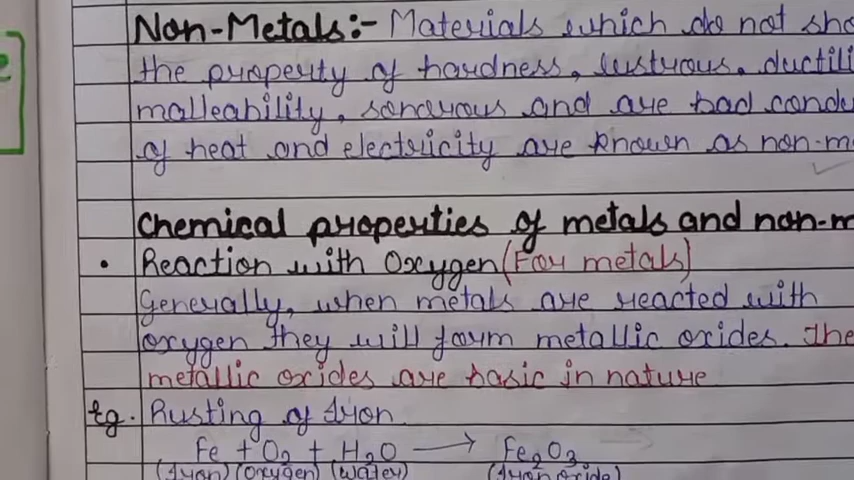 Non-Metals:- Materials which do not sho
the property of hardness, lustrous, ductili
malleability, sonorous and are bad condu
of heat and electricity are known as non-m
Chemical properties of metals and non-m
• Reaction with Oxygen (For metals)
Generally, when metals are reacted with
oxygen they will form metallic oxides. The
metallic oxides are basic in nature
Eg. Rusting of Iron
Fe + O2 + H2O → Fe2O3
(Iron) (oxygen) (water) (Iron oxide)